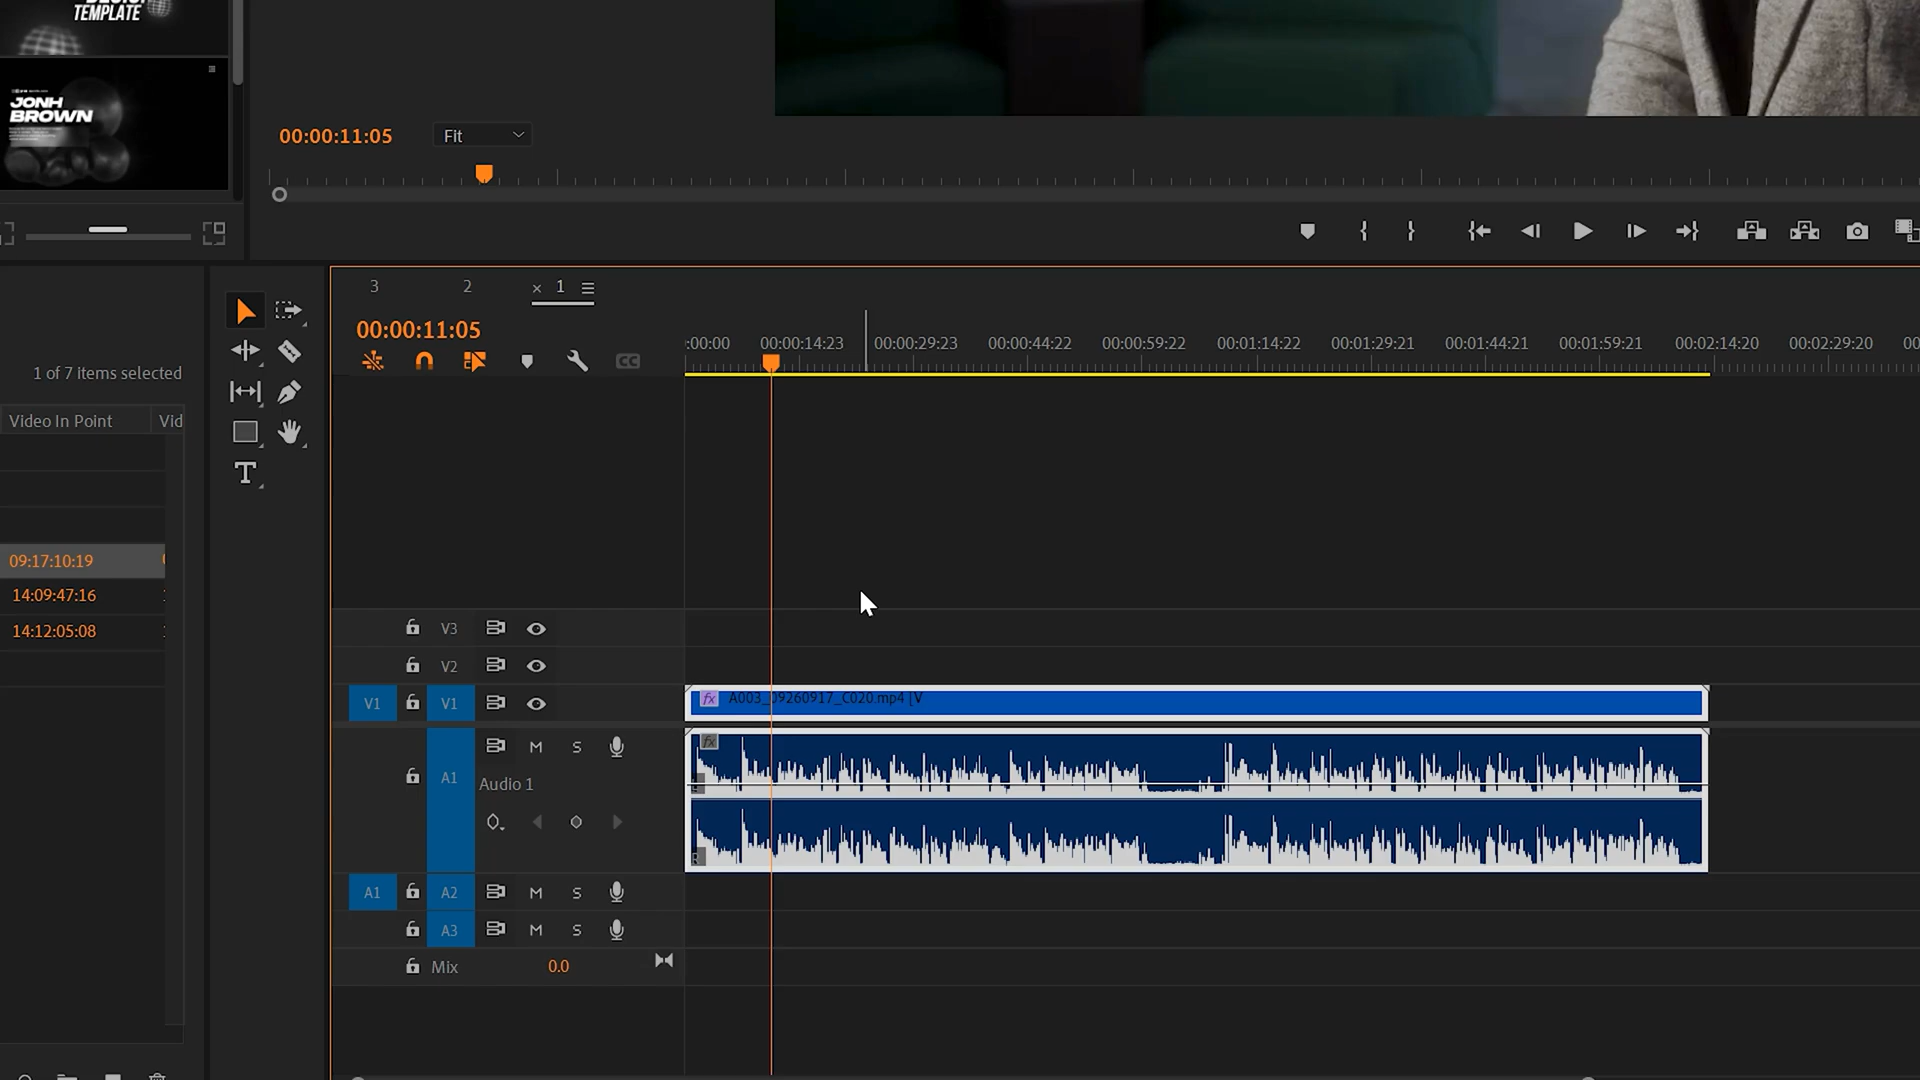 TEMPLATE
JONH
BROWN
00:00:11:05
Fit
3
2
× 1
00:00:11:05
:00:00
00:00:14:23
00:00:29:23
00:00:44:22
00:00:59:22
00:01:14:22
00:01:29:21
00:01:44:21
00:01:59:21
00:02:14:20
00:02:29:20
00
CC
1 of 7 items selected
Video In Point
Vid
09:17:10:19
14:09:47:16
14:12:05:08
T
V3
V2
V1
V1
fx
A003_09260917_C020.mp4 [V
M
S
fx
A1
Audio 1
L
R
A1
A2
M
S
A3
M
S
Mix
0.0